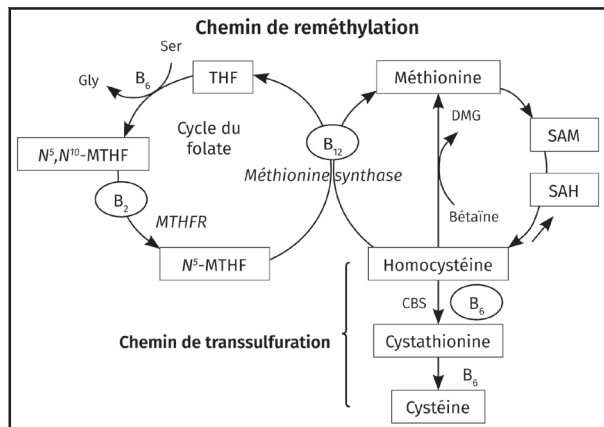 Chemin de reméthylation
Ser
Gly
B6
THF
Méthionine
DMG
Cycle du
folate
B12
SAM
N5,N10-MTHF
Méthionine synthase
SAH
B2
MTHFR
Bétaïne
N5-MTHF
Homocystéine
CBS
B6
Chemin de transsulfuration
Cystathionine
B6
Cystéine